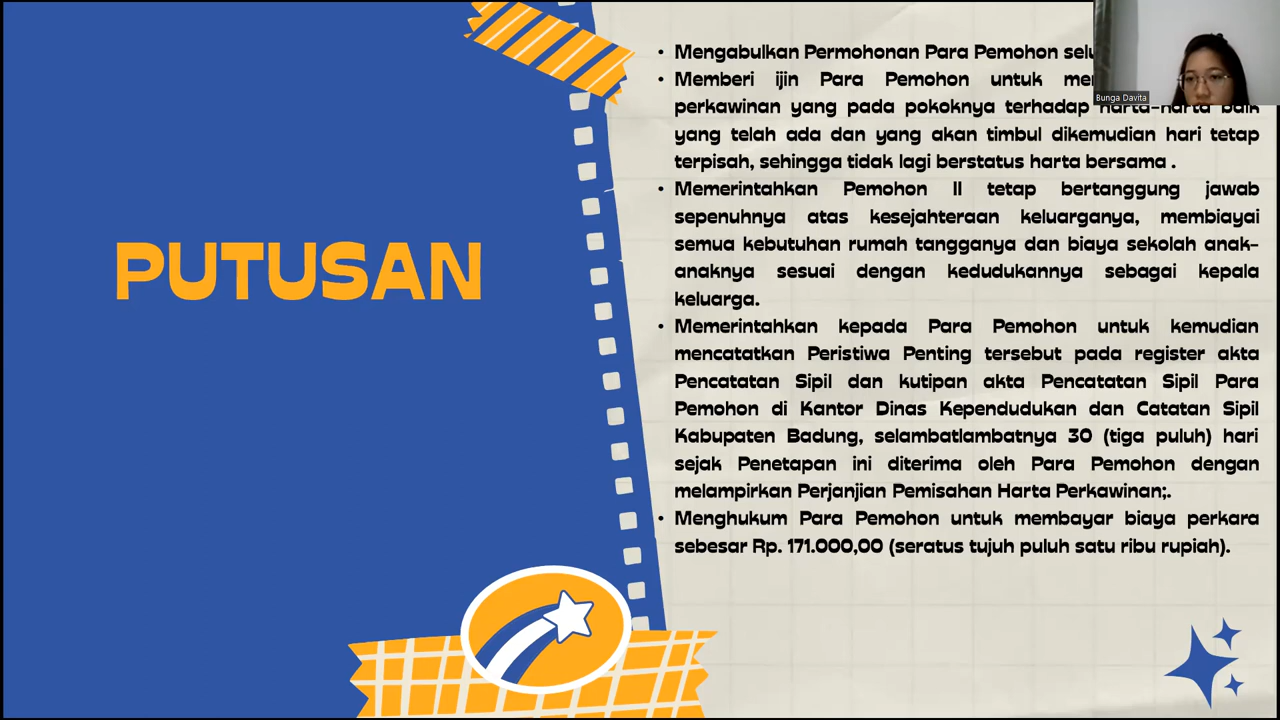 PUTUSAN
• Mengabulkan Permohonan Para Pemohon
• Memberi ijin Para Pemohon untuk
perkawinan yang pada pokoknya terhadap harta-harta baik
yang telah ada dan yang akan timbul dikemudian hari tetap
terpisah, sehingga tidak lagi berstatus harta bersama .
• Memerintahkan Pemohon II tetap bertanggung jawab
sepenuhnya atas kesejahteraan keluarganya, membiayai
semua kebutuhan rumah tangganya dan biaya sekolah anak-
anaknya sesuai dengan kedudukannya sebagai kepala
keluarga.
• Memerintahkan kepada Para Pemohon untuk kemudian
mencatatkan Peristiwa Penting tersebut pada register akta
Pencatatan Sipil dan kutipan akta Pencatatan Sipil Para
Pemohon di Kantor Dinas Kependudukan dan Catatan Sipil
Kabupaten Badung, selambatlambatnya 30 (tiga puluh) hari
sejak Penetapan ini diterima oleh Para Pemohon dengan
melampirkan Perjanjian Pemisahan Harta Perkawinan;.
• Menghukum Para Pemohon untuk membayar biaya perkara
sebesar Rp. 171.000,00 (seratus tujuh puluh satu ribu rupiah).
Bunga Davita